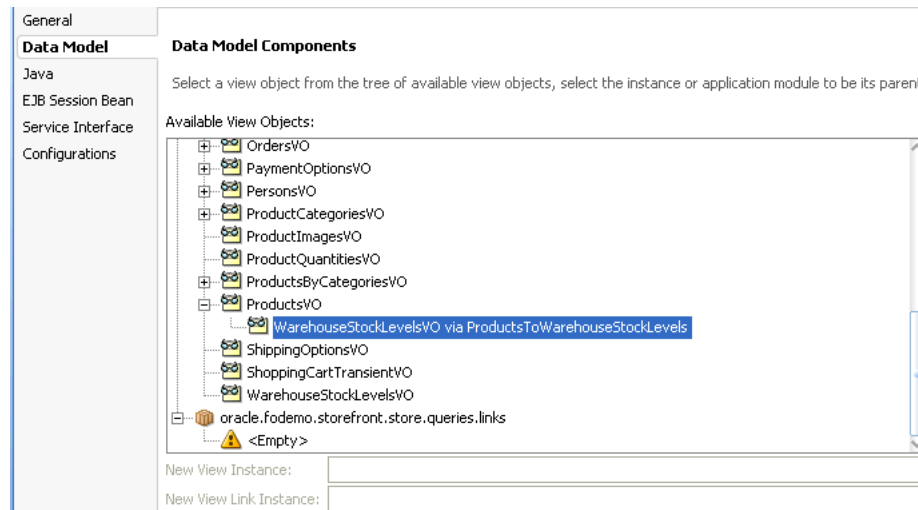 General
Data Model
Java
EJB Session Bean
Service Interface
Configurations
Data Model Components
Select a view object from the tree of available view objects, select the instance or application module to be its paren
Available View Objects:
OrdersVO
PaymentOptionsVO
PersonsVO
ProductCategoriesVO
ProductImagesVO
ProductQuantitiesVO
ProductsByCategoriesVO
ProductsVO
WarehouseStockLevelsVO via ProductsToWarehouseStockLevels
ShippingOptionsVO
ShoppingCartTransientVO
WarehouseStockLevelsVO
oracle.fodemo.storefront.store.queries.links
<Empty>
New View Instance:
New View Link Instance: